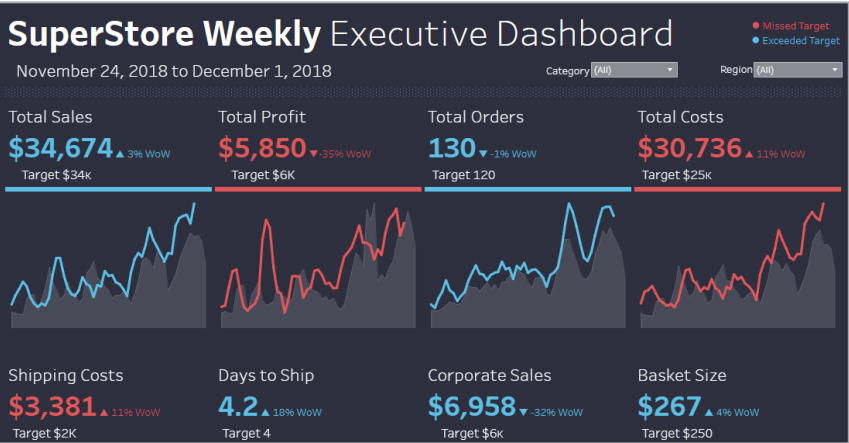 SuperStore Weekly Executive Dashboard
Missed Target
Exceeded Target
November 24, 2018 to December 1, 2018
Category (All)
Region (All)
Total Sales
$34,674 ▲ 3% WoW
Target $34K
Total Profit
$5,850 ▼ -35% WoW
Target $6K
Total Orders
130 ▼ -1% WoW
Target 120
Total Costs
$30,736 ▲ 11% WoW
Target $25K
Shipping Costs
$3,381 ▲ 11% WoW
Target $2K
Days to Ship
4.2 ▲ 18% WoW
Target 4
Corporate Sales
$6,958 ▼ -32% WoW
Target $6K
Basket Size
$267 ▲ 4% WoW
Target $250